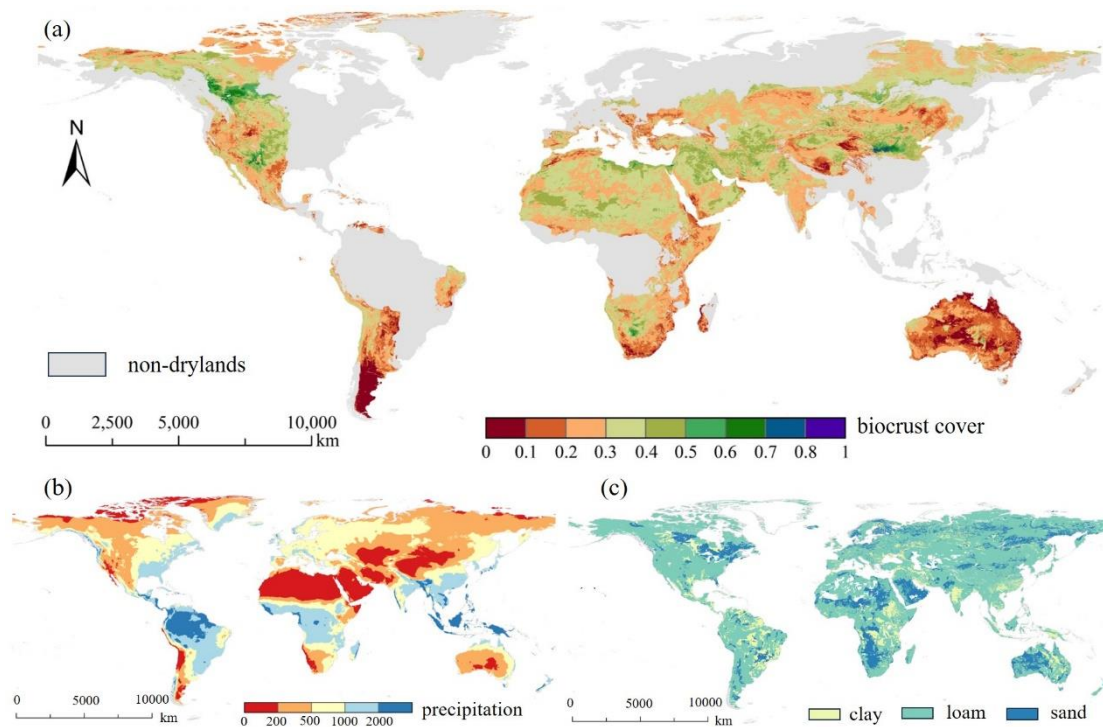 (a)
N
non-drylands
0 2,500 5,000 10,000
km
biocrust cover
0 0.1 0.2 0.3 0.4 0.5 0.6 0.7 0.8 1
(b)
(c)
0 5000 10000
km
precipitation
0 200 500 1000 2000
0 5000 10000
km
clay loam sand